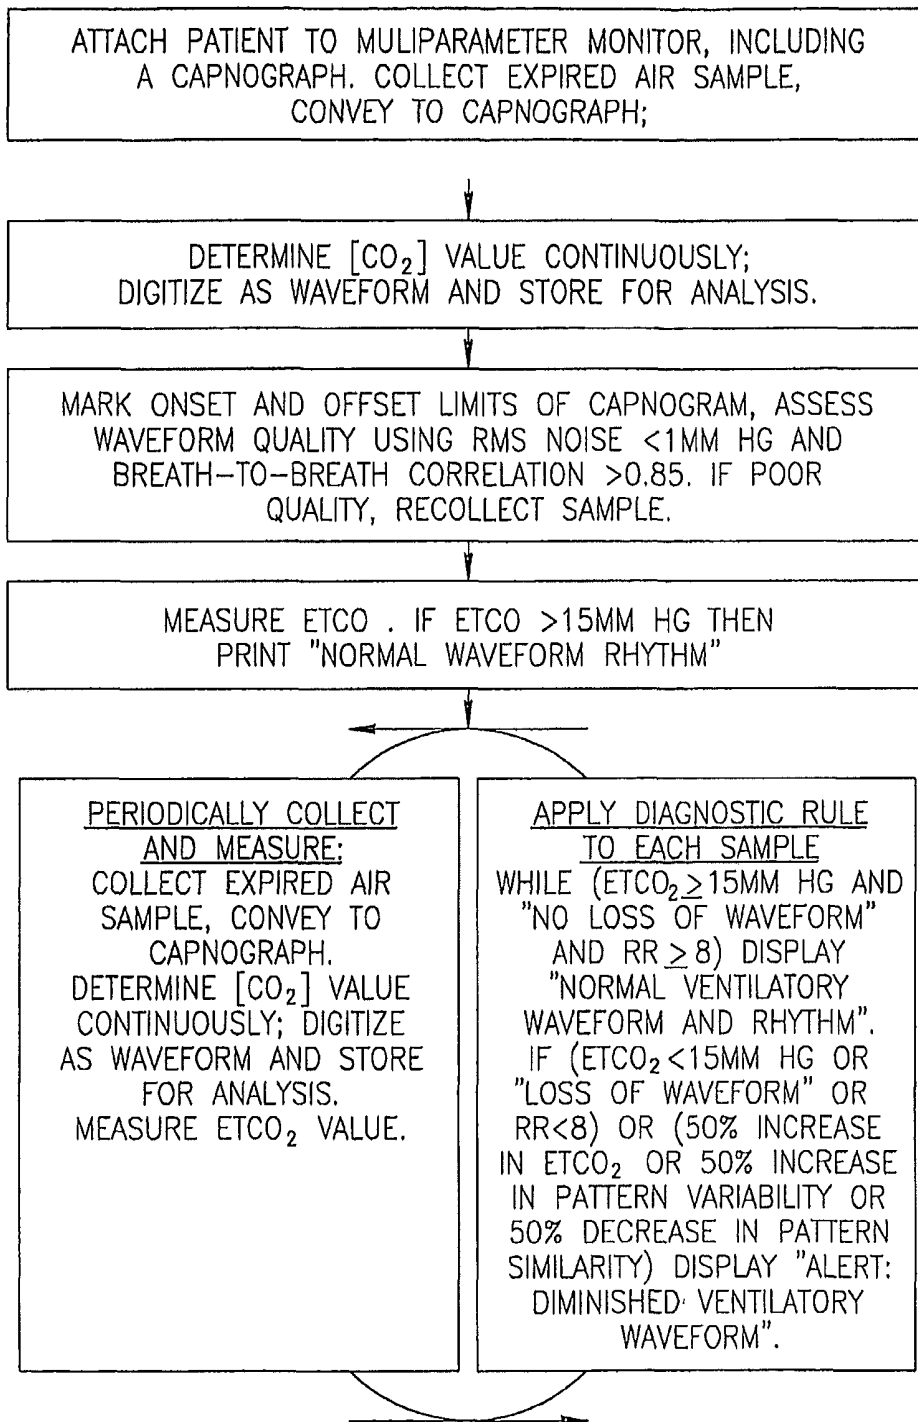 ATTACH PATIENT TO MULIPARAMETER MONITOR, INCLUDING
A CAPNOGRAPH. COLLECT EXPIRED AIR SAMPLE,
CONVEY TO CAPNOGRAPH;
DETERMINE [CO₂] VALUE CONTINUOUSLY;
DIGITIZE AS WAVEFORM AND STORE FOR ANALYSIS.
MARK ONSET AND OFFSET LIMITS OF CAPNOGRAM, ASSESS
WAVEFORM QUALITY USING RMS NOISE <1MM HG AND
BREATH-TO-BREATH CORRELATION >0.85. IF POOR
QUALITY, RECOLLECT SAMPLE.
MEASURE ETCO . IF ETCO >15MM HG THEN
PRINT "NORMAL WAVEFORM RHYTHM"
PERIODICALLY COLLECT
AND MEASURE:
COLLECT EXPIRED AIR
SAMPLE, CONVEY TO
CAPNOGRAPH.
DETERMINE [CO₂] VALUE
CONTINUOUSLY; DIGITIZE
AS WAVEFORM AND STORE
FOR ANALYSIS.
MEASURE ETCO₂ VALUE.
APPLY DIAGNOSTIC RULE
TO EACH SAMPLE
WHILE (ETCO₂≥15MM HG AND
"NO LOSS OF WAVEFORM"
AND RR≥8) DISPLAY
"NORMAL VENTILATORY
WAVEFORM AND RHYTHM".
IF (ETCO₂<15MM HG OR
"LOSS OF WAVEFORM" OR
RR<8) OR (50% INCREASE
IN ETCO₂ OR 50% INCREASE
IN PATTERN VARIABILITY OR
50% DECREASE IN PATTERN
SIMILARITY) DISPLAY "ALERT:
DIMINISHED VENTILATORY
WAVEFORM".